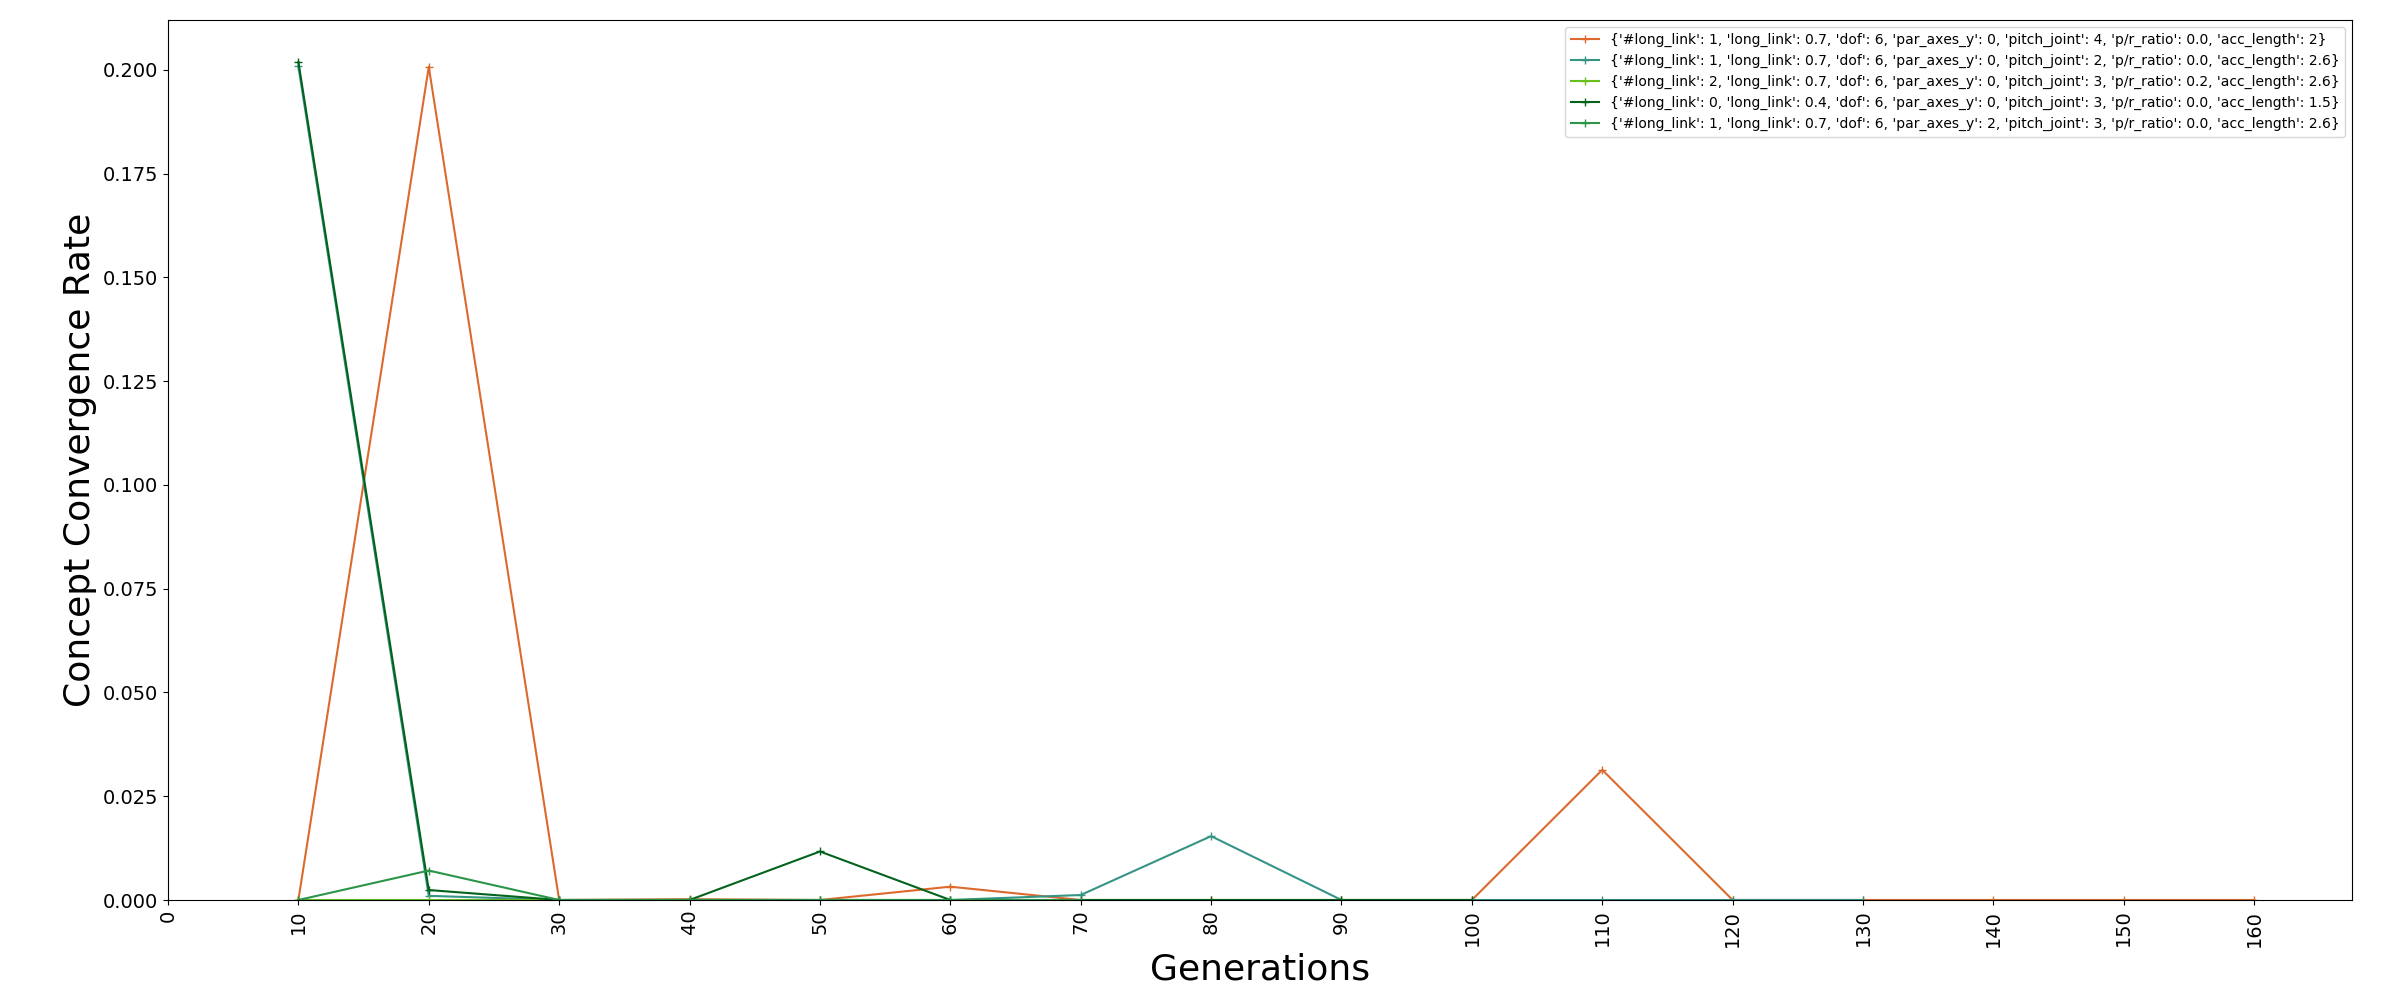 {'#long_link': 1, 'long_link': 0.7, 'dof': 6, 'par_axes_y': 0, 'pitch_joint': 4, 'p/r_ratio': 0.0, 'acc_length': 2}
{'#long_link': 1, 'long_link': 0.7, 'dof': 6, 'par_axes_y': 0, 'pitch_joint': 2, 'p/r_ratio': 0.0, 'acc_length': 2.6}
{'#long_link': 2, 'long_link': 0.7, 'dof': 6, 'par_axes_y': 0, 'pitch_joint': 3, 'p/r_ratio': 0.2, 'acc_length': 2.6}
{'#long_link': 0, 'long_link': 0.4, 'dof': 6, 'par_axes_y': 0, 'pitch_joint': 3, 'p/r_ratio': 0.0, 'acc_length': 1.5}
{'#long_link': 1, 'long_link': 0.7, 'dof': 6, 'par_axes_y': 2, 'pitch_joint': 3, 'p/r_ratio': 0.0, 'acc_length': 2.6}
Concept Convergence Rate
0.200
0.175
0.150
0.125
0.100
0.075
0.050
0.025
0.000
0 10 20 30 40 50 60 70 80 90 100 110 120 130 140 150 160
Generations